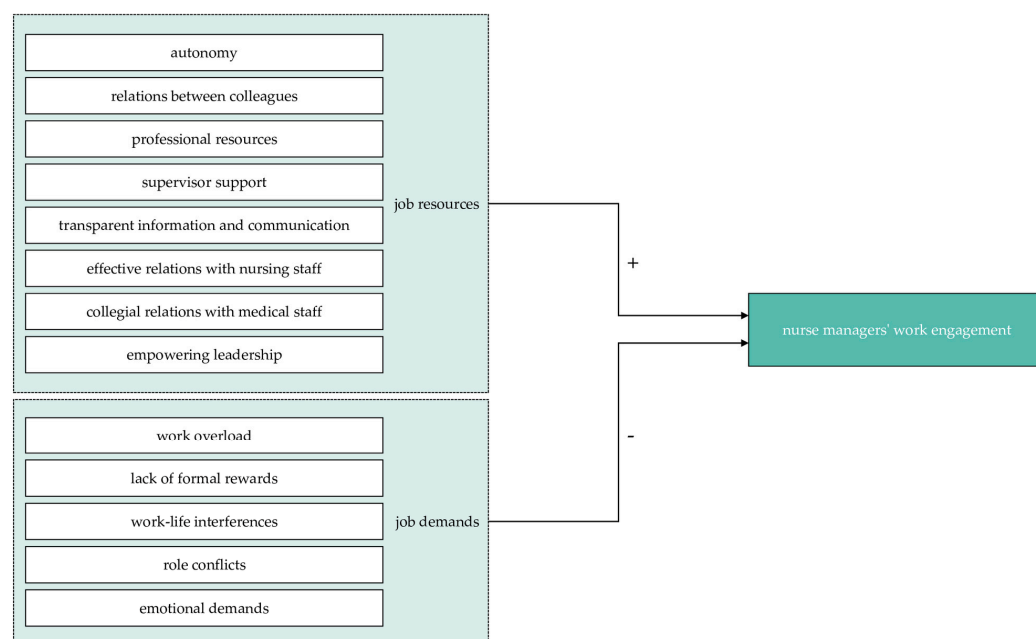 autonomy
relations between colleagues
professional resources
supervisor support
transparent information and communication
effective relations with nursing staff
collegial relations with medical staff
empowering leadership
job resources
+
nurse managers' work engagement
-
work overload
lack of formal rewards
work-life interferences
role conflicts
emotional demands
job demands